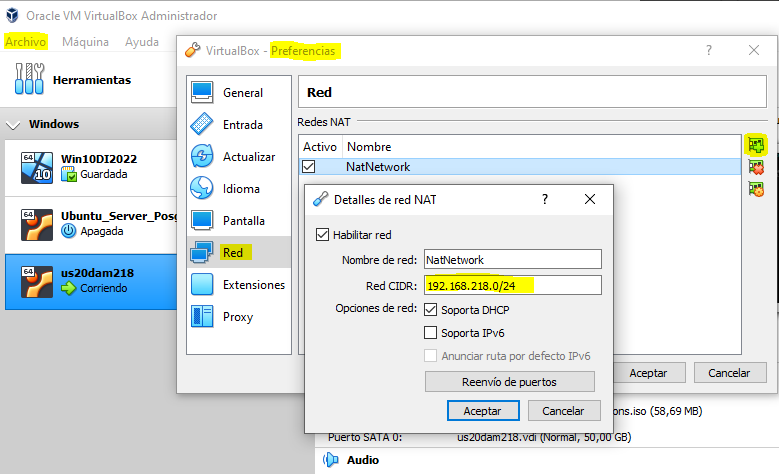 Oracle VM VirtualBox Administrador
Archivo Máquina Ayuda
Herramientas
Windows
64
10
Win10DI2022
Guardada
64
Ubuntu_Server_Posg
Apagada
64
us20dam218
Corriendo
VirtualBox - Preferencias
?
General
Entrada
Actualizar
Idioma
Pantalla
Red
Extensiones
Proxy
Red
Redes NAT
Activo Nombre
NatNetwork
Aceptar Cancelar
Detalles de red NAT ?
Habilitar red
Nombre de red: NatNetwork
Red CIDR: 192.168.218.0/24
Opciones de red: Soporta DHCP
Soporta IPv6
Anunciar ruta por defecto IPv6
Reenvío de puertos
Aceptar Cancelar
ons.iso (58,69 MB)
Puerto SATA 0: us20dam218.vdi (Normal, 50,00 GB)
Audio